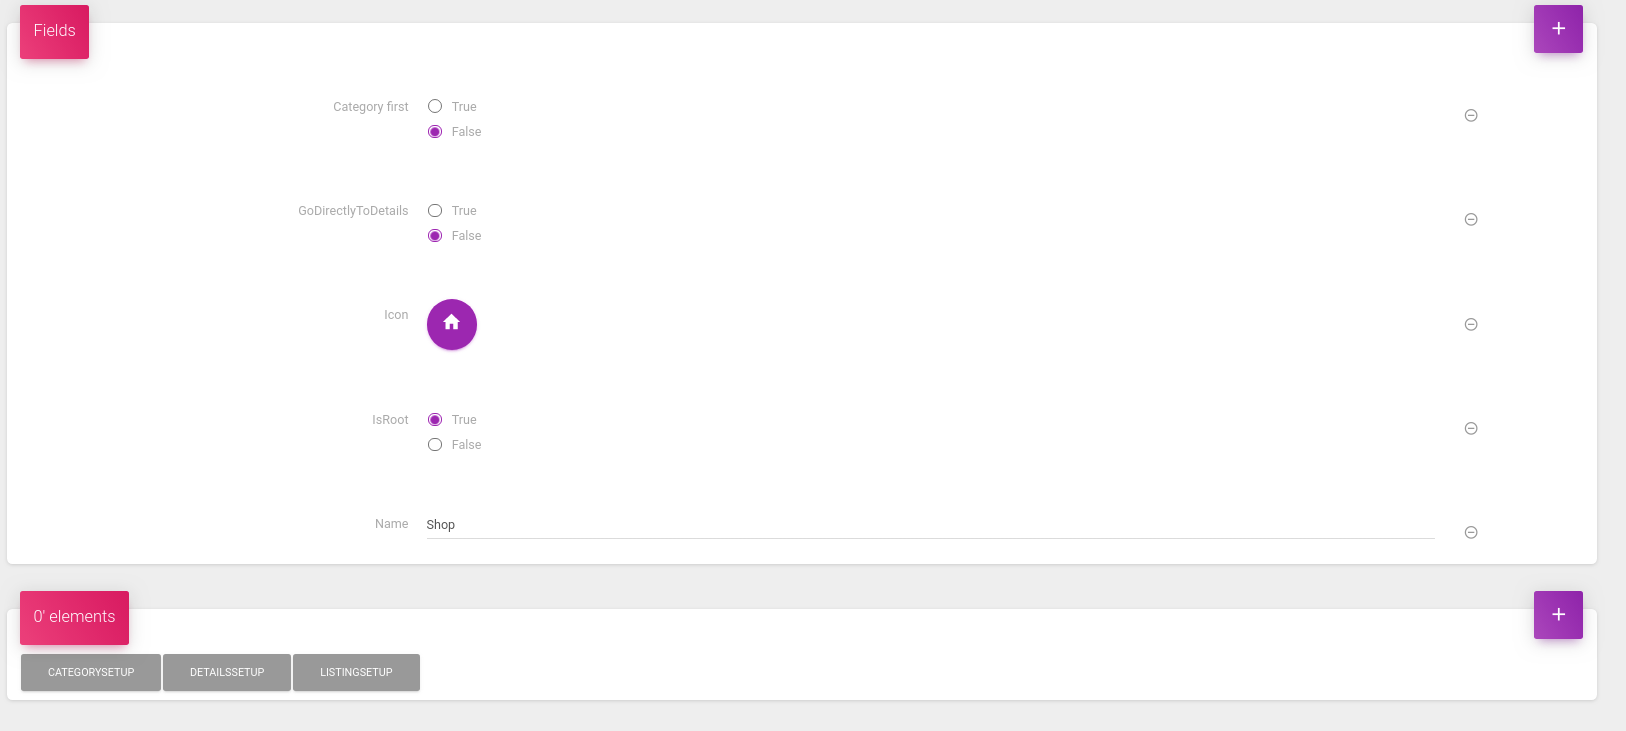 Fields
+
Category first
True
False
GoDirectlyToDetails
True
False
Icon
IsRoot
True
False
Name
Shop
0' elements
+
CATEGORYSETUP DETAILSSETUP LISTINGSETUP